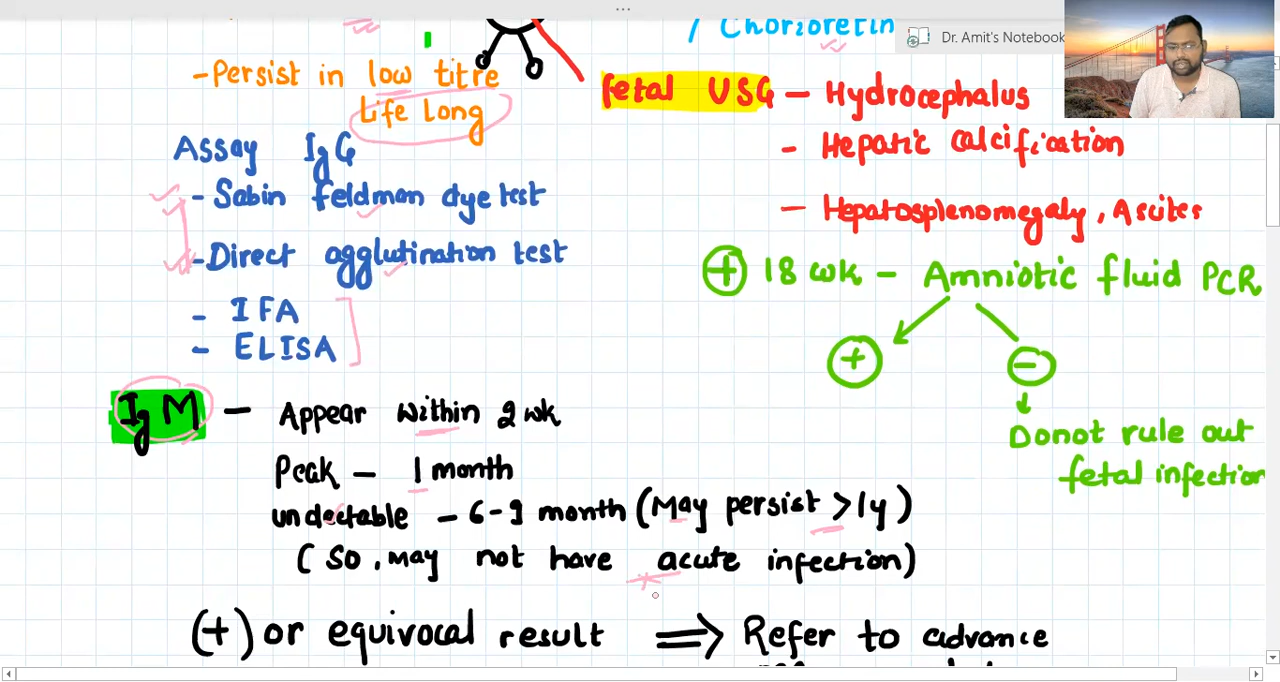 ...
/ Chorioretin
Dr. Amit's Notebook
-Persist in low titre
Life Long
Assay IgG
- Sabin feldman dye test
- Direct agglutination test
- IFA
- ELISA
fetal USG - Hydrocephalus
- Hepatic calcification
- Hepatosplenomegaly, Ascites
+ 18 wk - Amniotic fluid PCR
+
-
Donot rule out
fetal infection
IgM - Appear within 2 wk
Peak - 1 month
undectable - 6-9 month (May persist >1y)
(So, may not have acute infection)
(+) or equivocal result ⇒ Refer to advance